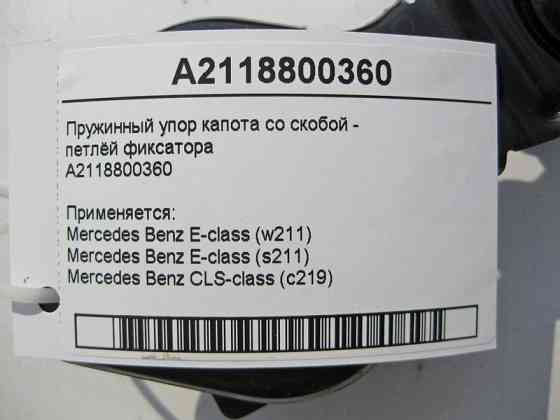 A2118800360
Пружинный упор капота со скобой -
петлёй фиксатора
A2118800360
Применяется:
Mercedes Benz E-class (w211)
Mercedes Benz E-class (s211)
Mercedes Benz CLS-class (c219)